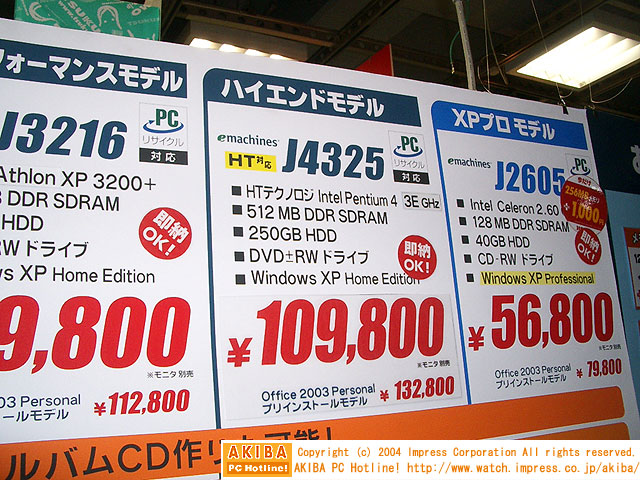 フォーマンスモデル
J3216
PC
リサイクル
対応
Athlon XP 3200+
DDR SDRAM
HDD
RWドライブ
ws XP Home Edition
即納
OK!
9,800
※モニタ別売
2003 Personal
トールモデル
¥112,800
ハイエンドモデル
emachines
HT対応
J4325
PC
リサイクル
対応
■ HTテクノロジ Intel Pentium 4 3E GHz
■ 512 MB DDR SDRAM
■ 250GB HDD
■ DVD±RWドライブ
■ Windows XP Home Edition
即納
OK!
¥109,800
※モニタ別売
Office 2003 Personal
プリインストールモデル
¥132,800
XPプロ モデル
emachines
J2605
PC
+1,000円
■ Intel Celeron 2.60
■ 128 MB DDR SDRAM
■ 40GB HDD
■ CD-RWドライブ
■ Windows XP Professional
即納
OK!
¥56,800
※モニタ別売
Office 2003 Personal
プリインストールモデル
¥79,800
ルバムCD作りも可能!
AKIBA
PC Hotline!
Copyright (c) 2004 Impress Corporation All rights reserved.
AKIBA PC Hotline! http://www.watch.impress.co.jp/akiba/